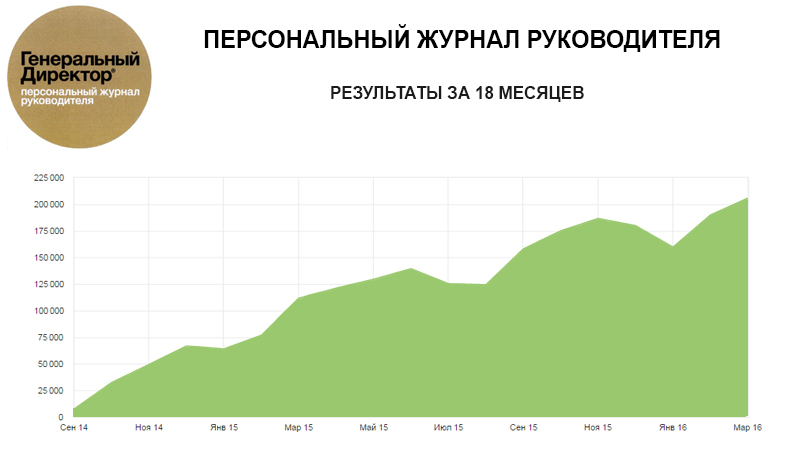 Генеральный
Директор®
персональный журнал
руководителя
ПЕРСОНАЛЬНЫЙ ЖУРНАЛ РУКОВОДИТЕЛЯ
РЕЗУЛЬТАТЫ ЗА 18 МЕСЯЦЕВ
225 000
200 000
175 000
150 000
125 000
100 000
75 000
50 000
25 000
0
Сен 14 Ноя 14 Янв 15 Мар 15 Май 15 Июл 15 Сен 15 Ноя 15 Янв 16 Мар 16